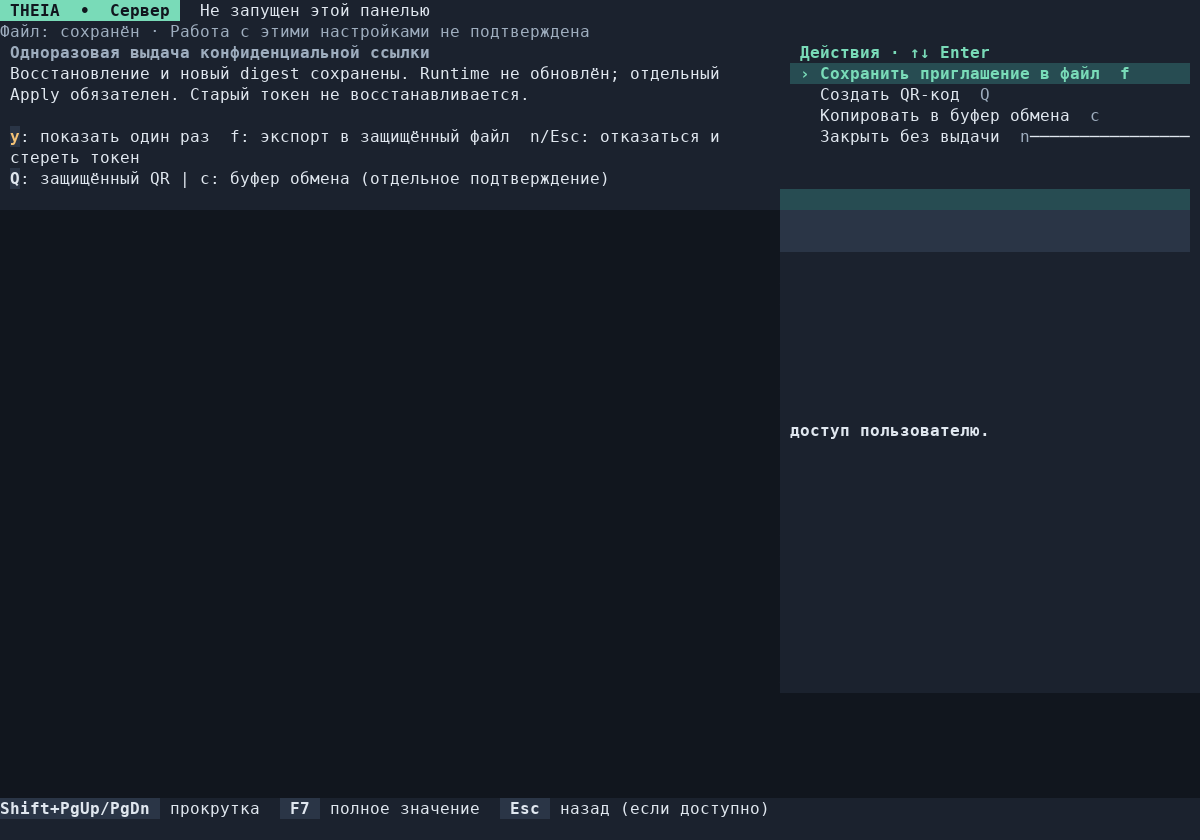 THEIA • Сервер Не запущен этой панелью
Файл: сохранён · Работа с этими настройками не подтверждена
Одноразовая выдача конфиденциальной ссылки
Восстановление и новый digest сохранены. Runtime не обновлён; отдельный
Apply обязателен. Старый токен не восстанавливается.
y: показать один раз f: экспорт в защищённый файл n/Esc: отказаться и
стереть токен
Q: защищённый QR | c: буфер обмена (отдельное подтверждение)
Действия · ↑↓ Enter
› Сохранить приглашение в файл f
Создать QR-код Q
Копировать в буфер обмена c
Закрыть без выдачи n────────────────
доступ пользователю.
Shift+PgUp/PgDn прокрутка F7 полное значение Esc назад (если доступно)